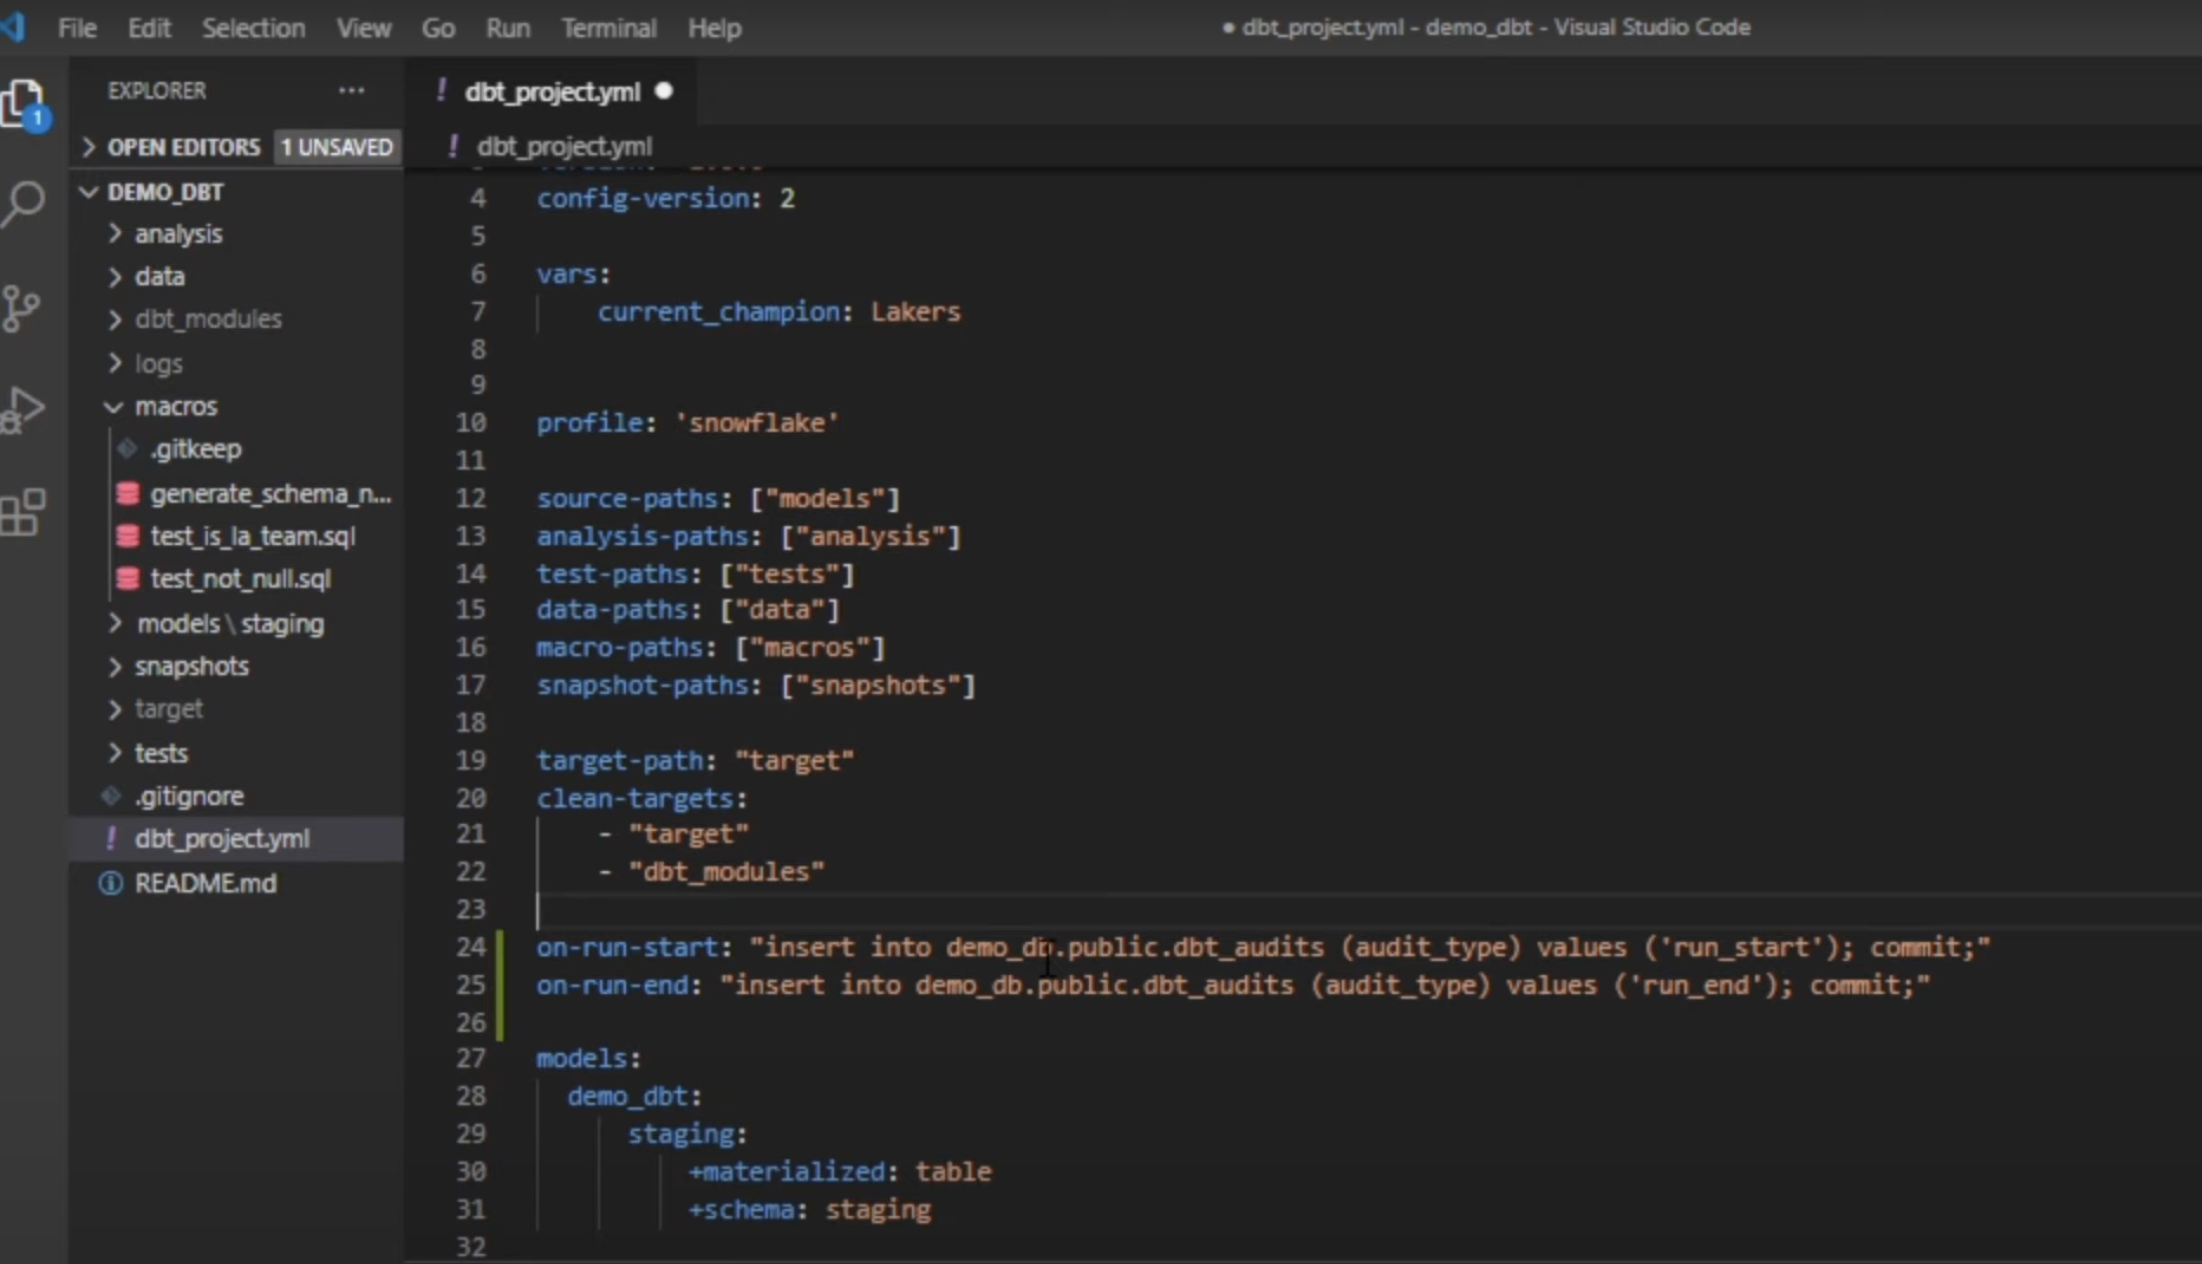 File Edit Selection View Go Run Terminal Help
● dbt_project.yml - demo_dbt - Visual Studio Code
EXPLORER ···
1
OPEN EDITORS 1 UNSAVED
DEMO_DBT
analysis
data
dbt_modules
logs
macros
.gitkeep
generate_schema_n...
test_is_la_team.sql
test_not_null.sql
models\staging
snapshots
target
tests
.gitignore
! dbt_project.yml
README.md
! dbt_project.yml ●
! dbt_project.yml
4 config-version: 2
5
6 vars:
7 current_champion: Lakers
8
9
10 profile: 'snowflake'
11
12 source-paths: ["models"]
13 analysis-paths: ["analysis"]
14 test-paths: ["tests"]
15 data-paths: ["data"]
16 macro-paths: ["macros"]
17 snapshot-paths: ["snapshots"]
18
19 target-path: "target"
20 clean-targets:
21 - "target"
22 - "dbt_modules"
23
24 on-run-start: "insert into demo_db.public.dbt_audits (audit_type) values ('run_start'); commit;"
25 on-run-end: "insert into demo_db.public.dbt_audits (audit_type) values ('run_end'); commit;"
26
27 models:
28 demo_dbt:
29 staging:
30 +materialized: table
31 +schema: staging
32